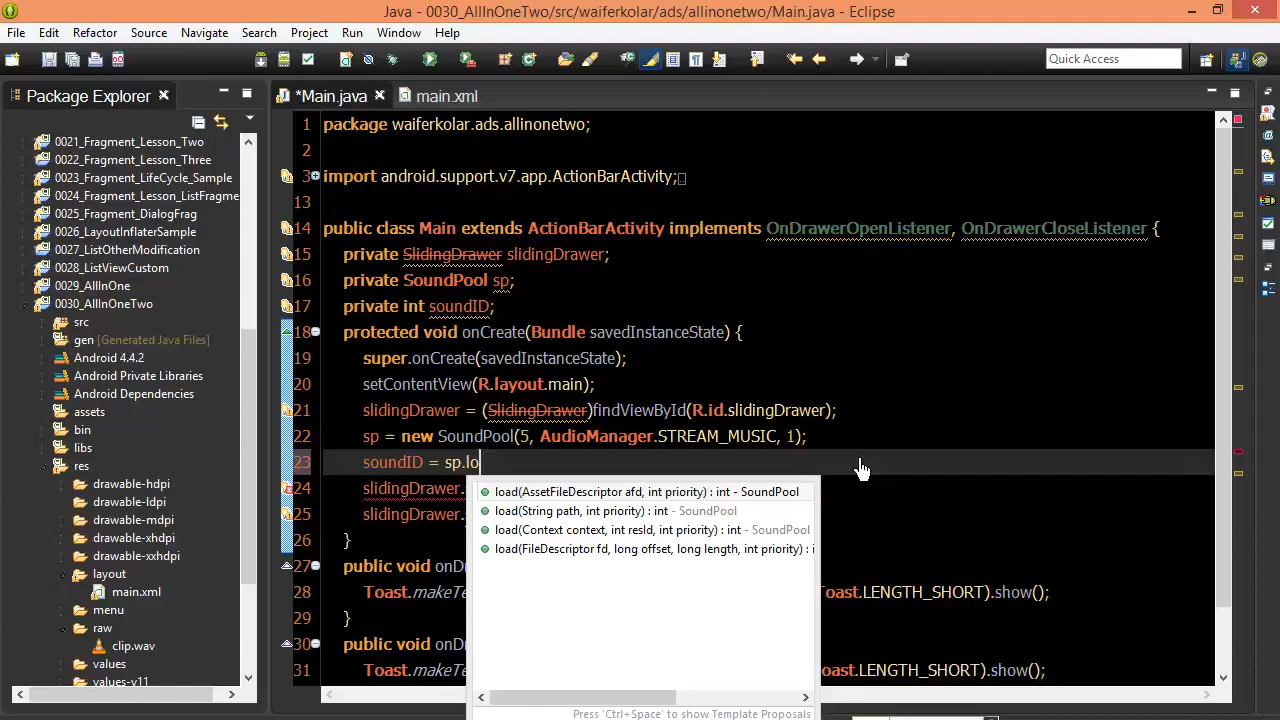 Java - 0030_AllInOneTwo/src/waiferkolar/ads/allinonetwo/Main.java - Eclipse
File Edit Refactor Source Navigate Search Project Run Window Help
Quick Access
Package Explorer
*Main.java main.xml
0021_Fragment_Lesson_Two
0022_Fragment_Lesson_Three
0023_Fragment_LifeCycle_Sample
0024_Fragment_Lesson_ListFragme
0025_Fragment_DialogFrag
0026_LayoutInflaterSample
0027_ListOtherModification
0028_ListViewCustom
0029_AllInOne
0030_AllInOneTwo
src
gen [Generated Java Files]
Android 4.4.2
Android Private Libraries
Android Dependencies
assets
bin
libs
res
drawable-hdpi
drawable-ldpi
drawable-mdpi
drawable-xhdpi
drawable-xxhdpi
layout
main.xml
menu
raw
clip.wav
values
values-v11
1 package waiferkolar.ads.allinonetwo;
2
3 import android.support.v7.app.ActionBarActivity;
13
14 public class Main extends ActionBarActivity implements OnDrawerOpenListener, OnDrawerCloseListener {
15 private SlidingDrawer slidingDrawer;
16 private SoundPool sp;
17 private int soundID;
18 protected void onCreate(Bundle savedInstanceState) {
19 super.onCreate(savedInstanceState);
20 setContentView(R.layout.main);
21 slidingDrawer = (SlidingDrawer)findViewById(R.id.slidingDrawer);
22 sp = new SoundPool(5, AudioManager.STREAM_MUSIC, 1);
23 soundID = sp.lo
24 slidingDrawer.
25 slidingDrawer.
26 }
27 public void onD
28 Toast.makeTe Toast.LENGTH_SHORT).show();
29 }
30 public void onD
31 Toast.makeTe Toast.LENGTH_SHORT).show();
load(AssetFileDescriptor afd, int priority) : int - SoundPool
load(String path, int priority) : int - SoundPool
load(Context context, int resId, int priority) : int - SoundPool
load(FileDescriptor fd, long offset, long length, int priority) : i
Press 'Ctrl+Space' to show Template Proposals